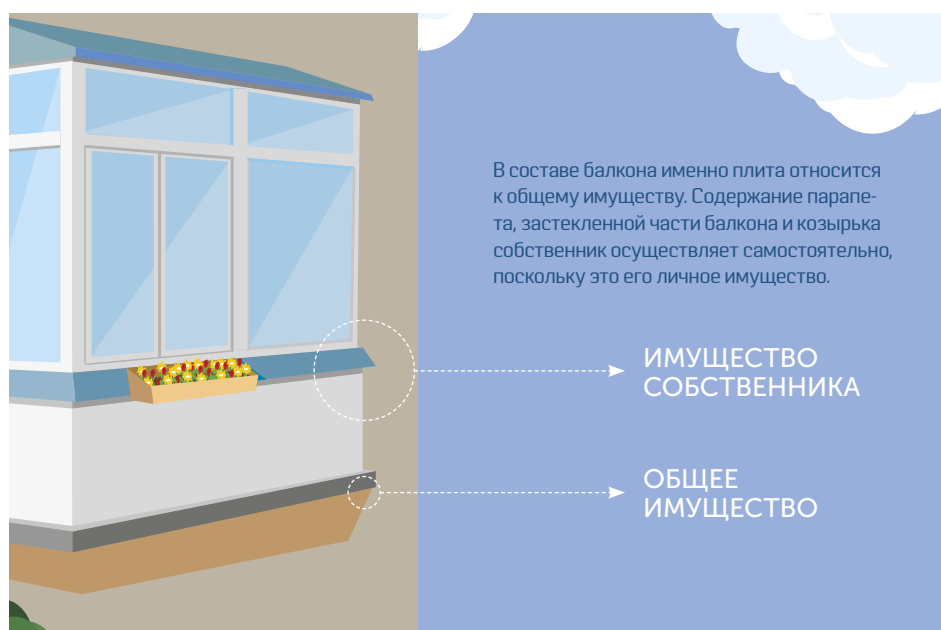 В составе балкона именно плита относится
к общему имуществу. Содержание парапе-
та, застекленной части балкона и козырька
собственник осуществляет самостоятельно,
поскольку это его личное имущество.
ИМУЩЕСТВО
СОБСТВЕННИКА
ОБЩЕЕ
ИМУЩЕСТВО